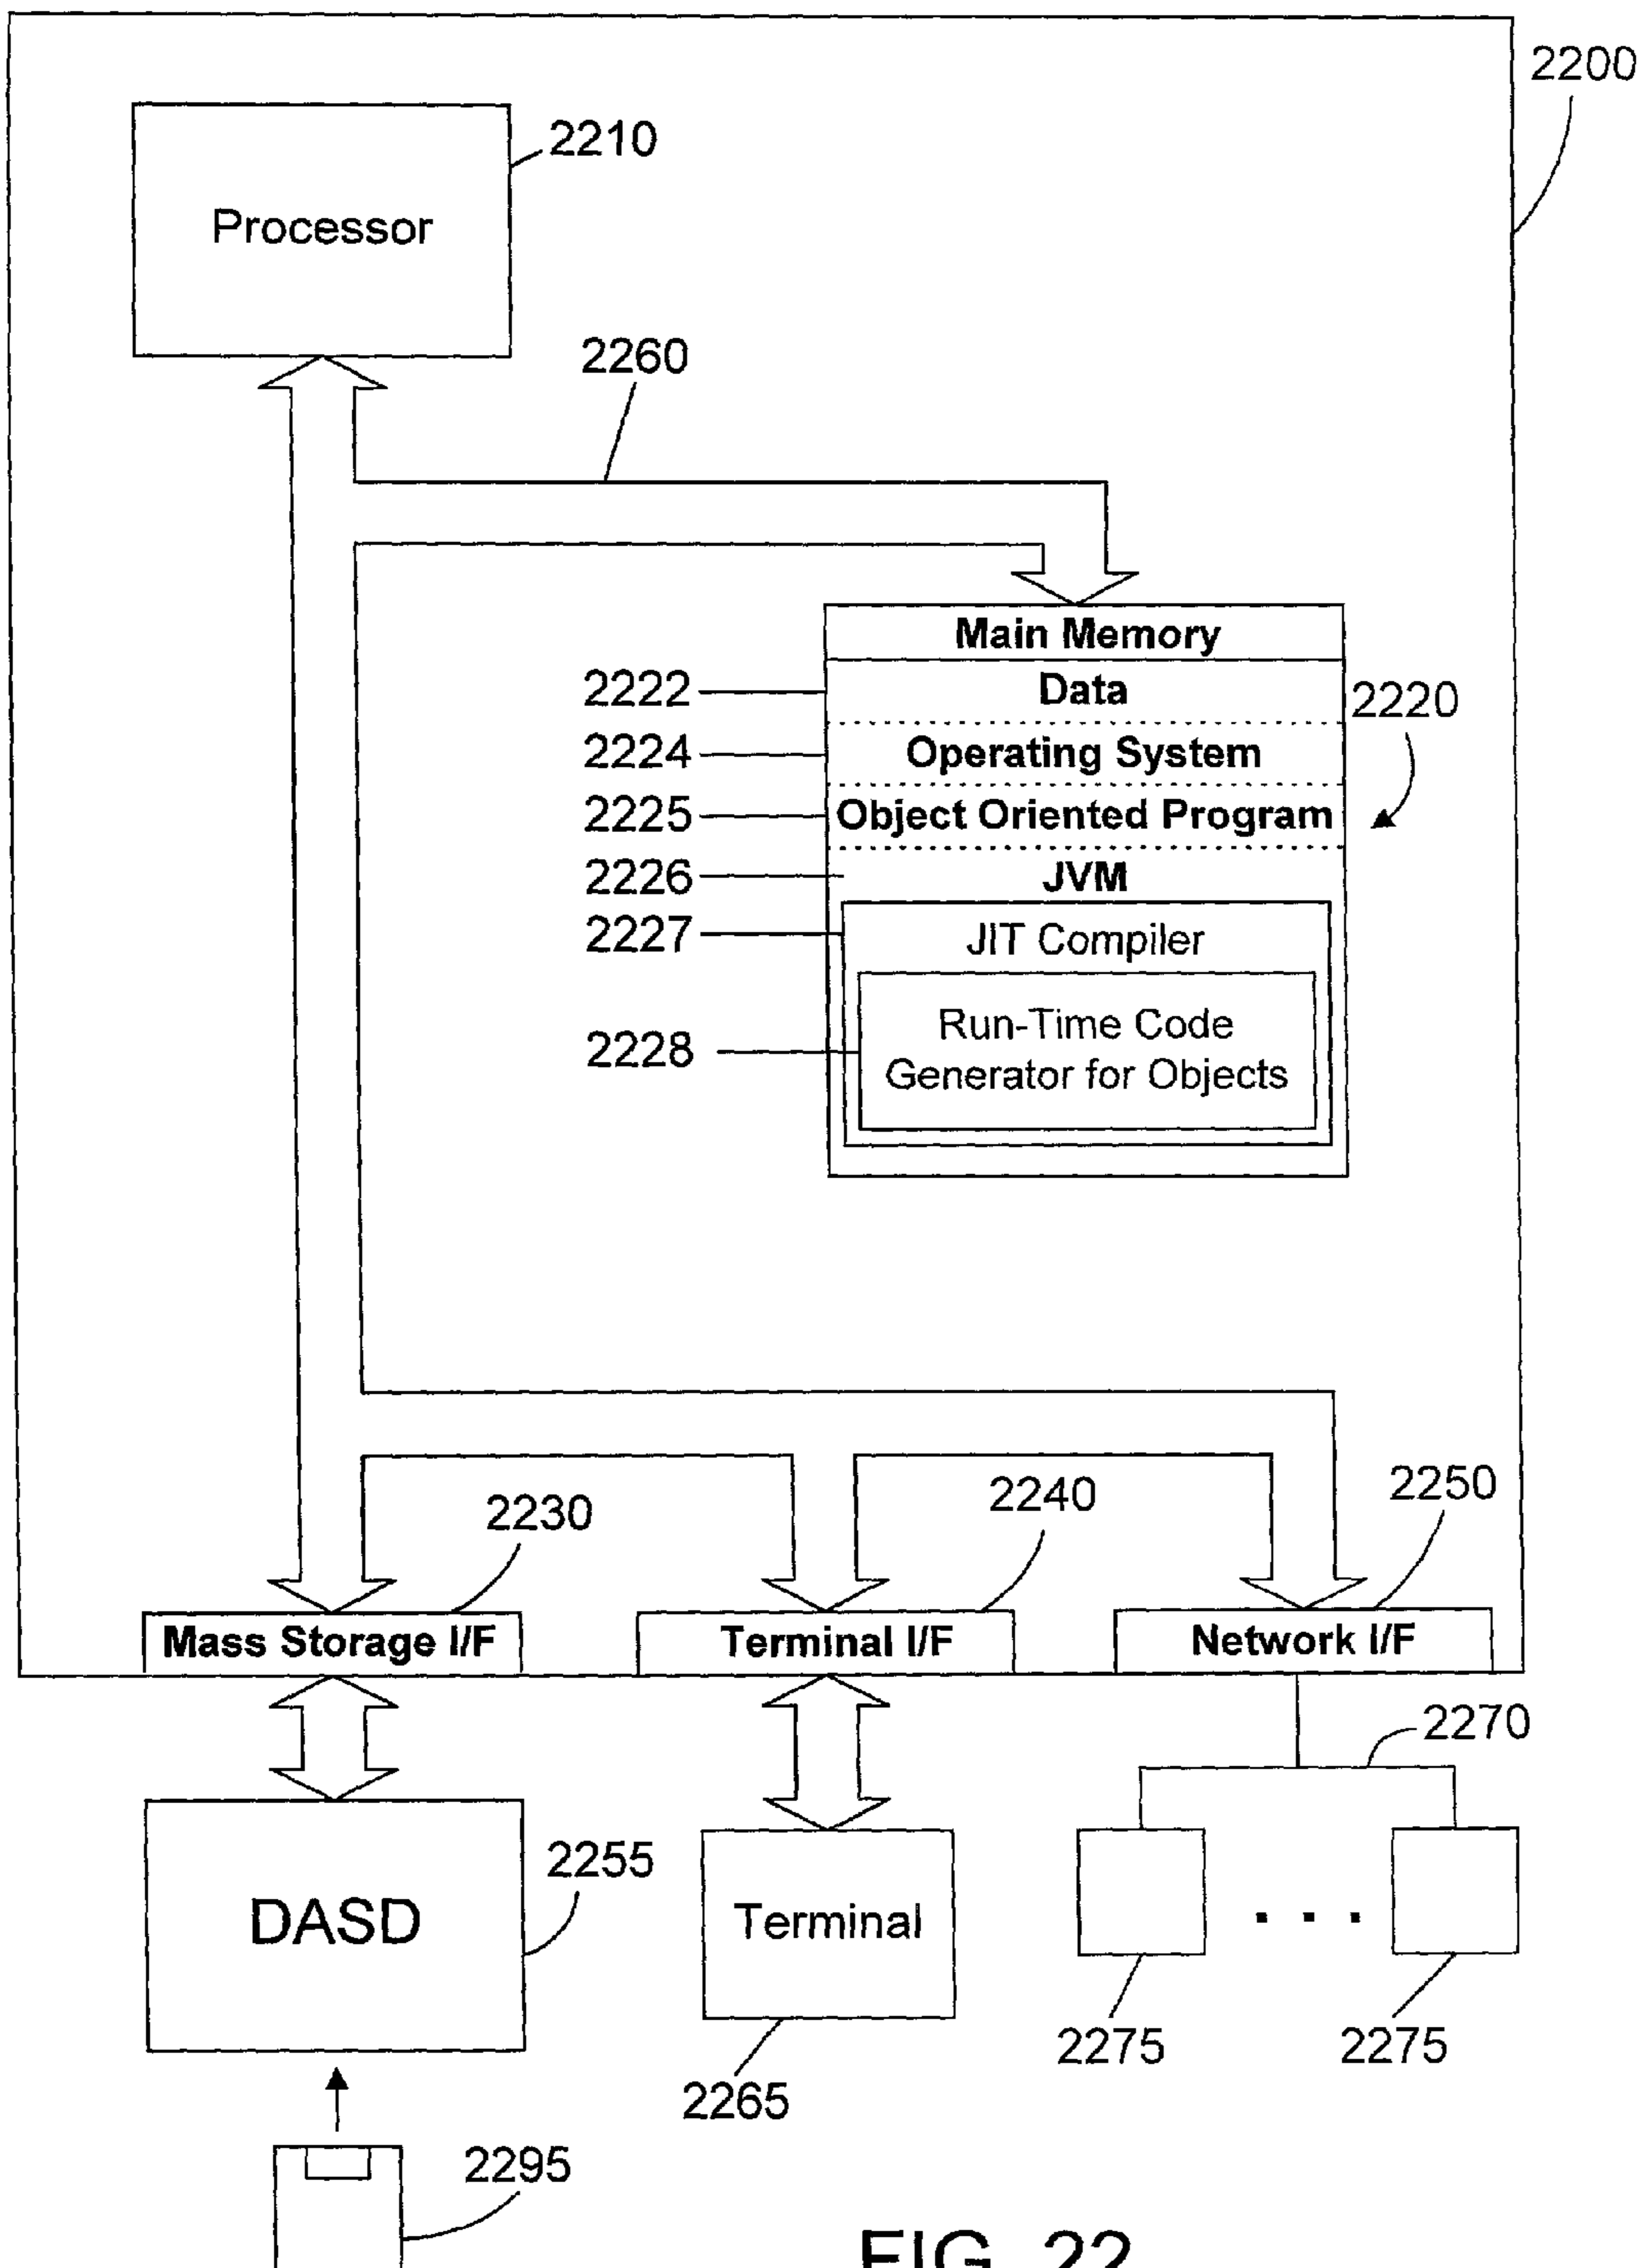 2200
2210
Processor
2260
Main Memory
2222
Data
2220
2224
Operating System
2225
Object Oriented Program
2226
JVM
2227
JIT Compiler
Run-Time Code
2228
Generator for Objects
2230
2240
2250
Mass Storage I/F
Terminal I/F
Network I/F
2270
2255
DASD
Terminal
. . .
2275
2275
2265
2295
FIG. 22